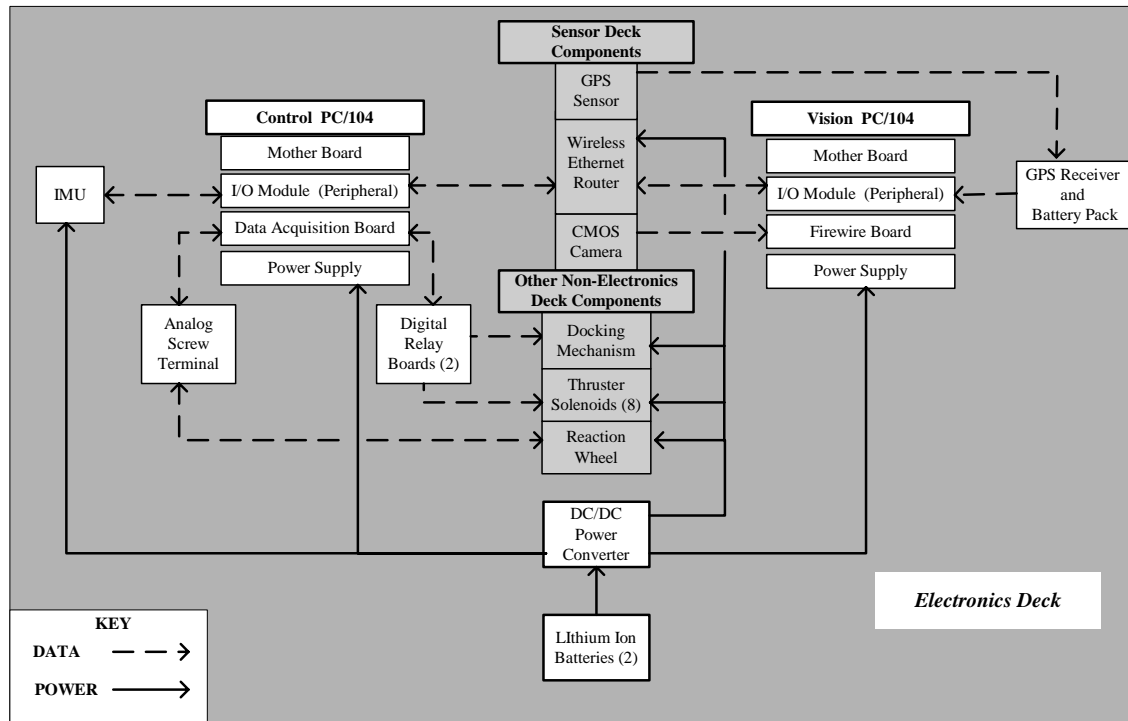 Sensor Deck
Components
GPS
Sensor
Wireless
Ethernet
Router
CMOS
Camera
Other Non-Electronics
Deck Components
Docking
Mechanism
Thruster
Solenoids (8)
Reaction
Wheel
Control PC/104
Mother Board
I/O Module (Peripheral)
Data Acquisition Board
Power Supply
IMU
Analog
Screw
Terminal
Digital
Relay
Boards (2)
Vision PC/104
Mother Board
I/O Module (Peripheral)
Firewire Board
Power Supply
GPS Receiver
and
Battery Pack
DC/DC
Power
Converter
LIthium Ion
Batteries (2)
Electronics Deck
KEY
DATA
POWER